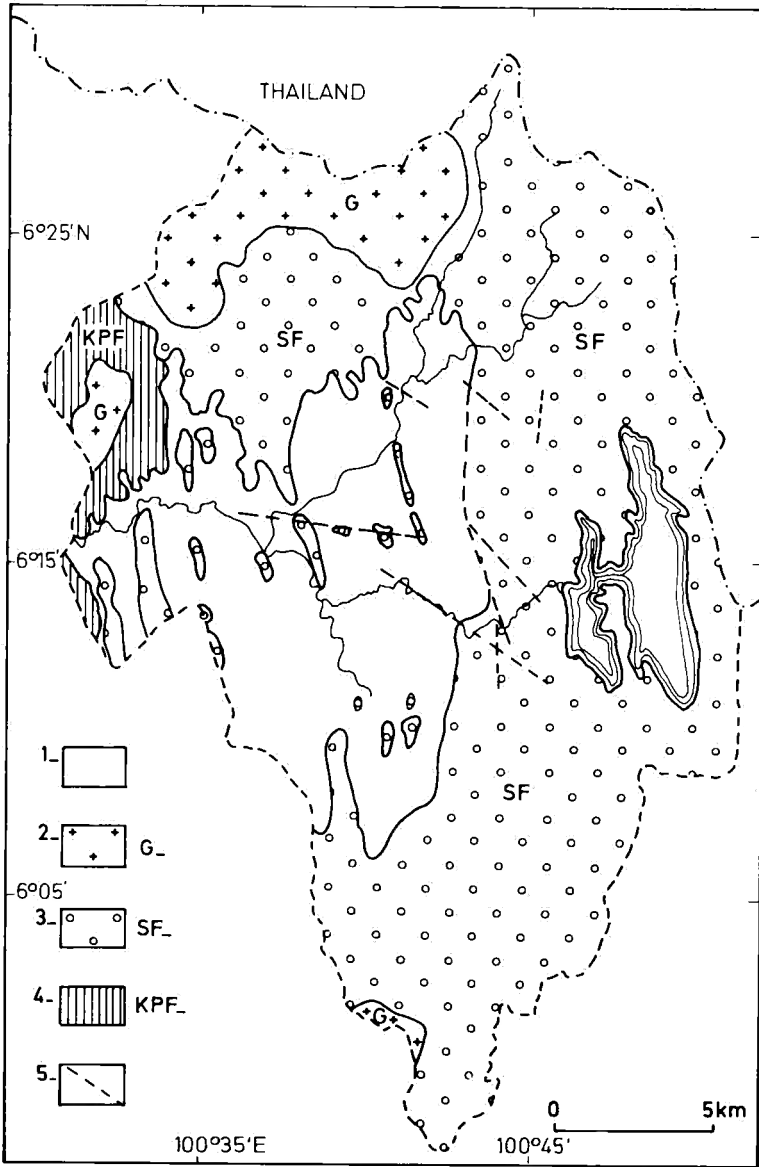 THAILAND
G
6°25'N
KPF
SF
SF
G
6°15'
1-
SF
2- G-
6°05'
3- SF-
4- KPF-
G
5-
0 5km
100°35'E 100°45'